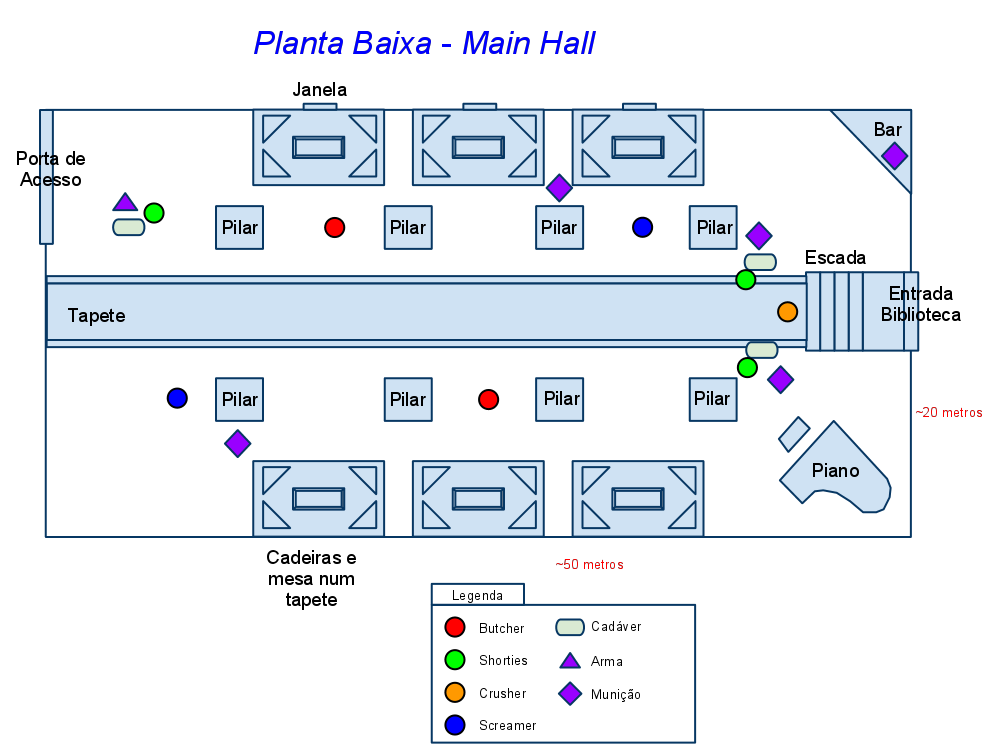 Planta Baixa - Main Hall
Janela
Bar
Porta de
Acesso
Pilar
Pilar
Pilar
Pilar
Escada
Entrada
Biblioteca
Tapete
Pilar
Pilar
Pilar
Pilar
~20 metros
Piano
Cadeiras e
mesa num
tapete
~50 metros
Legenda
Butcher
Cadáver
Shorties
Arma
Crusher
Munição
Screamer